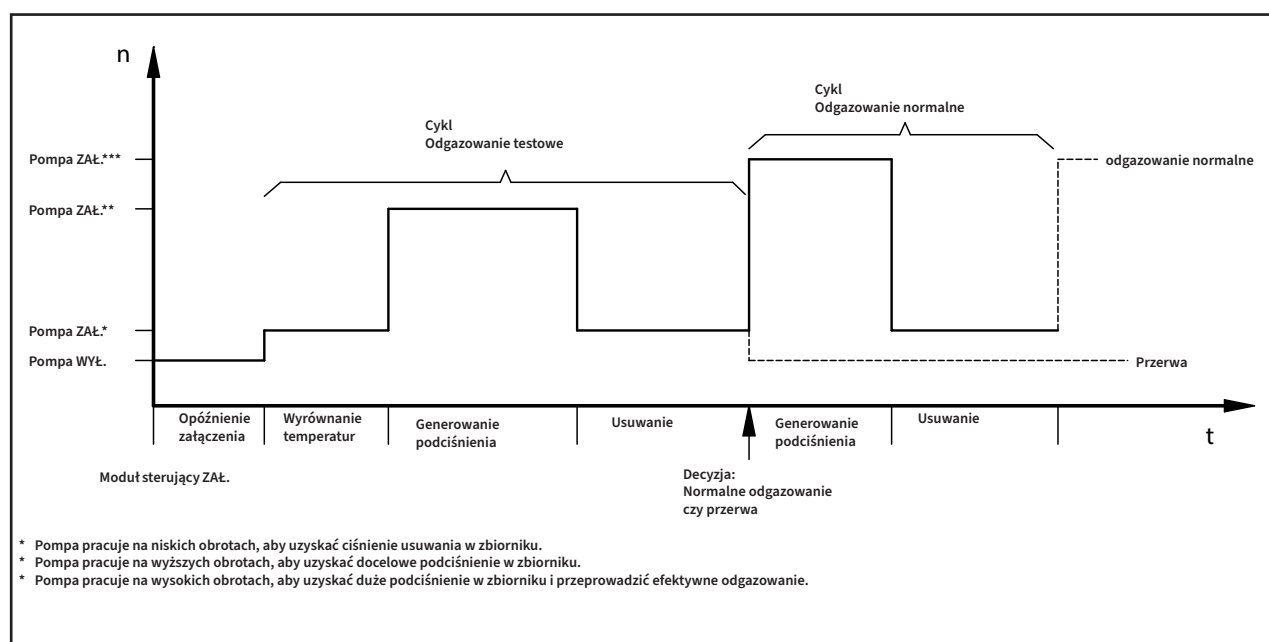 n
Cykl
Odgazowanie normalne
Cykl
Odgazowanie testowe
Pompa ZAŁ.***
odgazowanie normalne
Pompa ZAŁ.**
Pompa ZAŁ.*
Pompa WYŁ.
Przerwa
Opóźnienie
załączenia
Wyrównanie
temperatur
Generowanie
podciśnienia
Usuwanie
Generowanie
podciśnienia
Usuwanie
t
Moduł sterujący ZAŁ.
Decyzja:
Normalne odgazowanie
czy przerwa
* Pompa pracuje na niskich obrotach, aby uzyskać ciśnienie usuwania w zbiorniku.
* Pompa pracuje na wyższych obrotach, aby uzyskać docelowe podciśnienie w zbiorniku.
* Pompa pracuje na wysokich obrotach, aby uzyskać duże podciśnienie w zbiorniku i przeprowadzić efektywne odgazowanie.